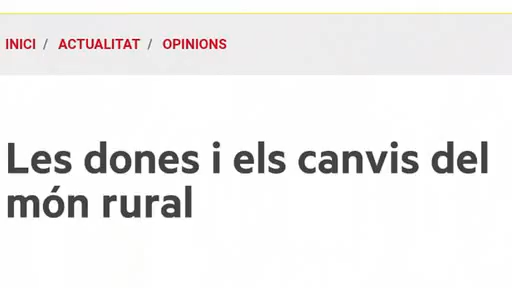 INICI / ACTUALITAT / OPINIONS
Les dones i els canvis del
món rural